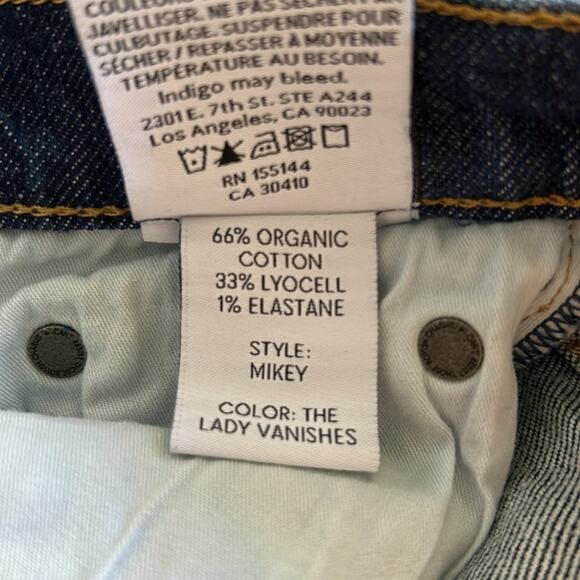 COULEURS
JAVELLISER. NE PAS SÉCHER PAR
CULBUTAGE. SUSPENDRE POUR
SÉCHER / REPASSER À MOYENNE
TEMPÉRATURE AU BESOIN.
Indigo may bleed.
2301 E. 7th St. STE A244
Los Angeles, CA 90023
RN 155144
CA 30410
66% ORGANIC
COTTON
33% LYOCELL
1% ELASTANE
STYLE:
MIKEY
COLOR: THE
LADY VANISHES